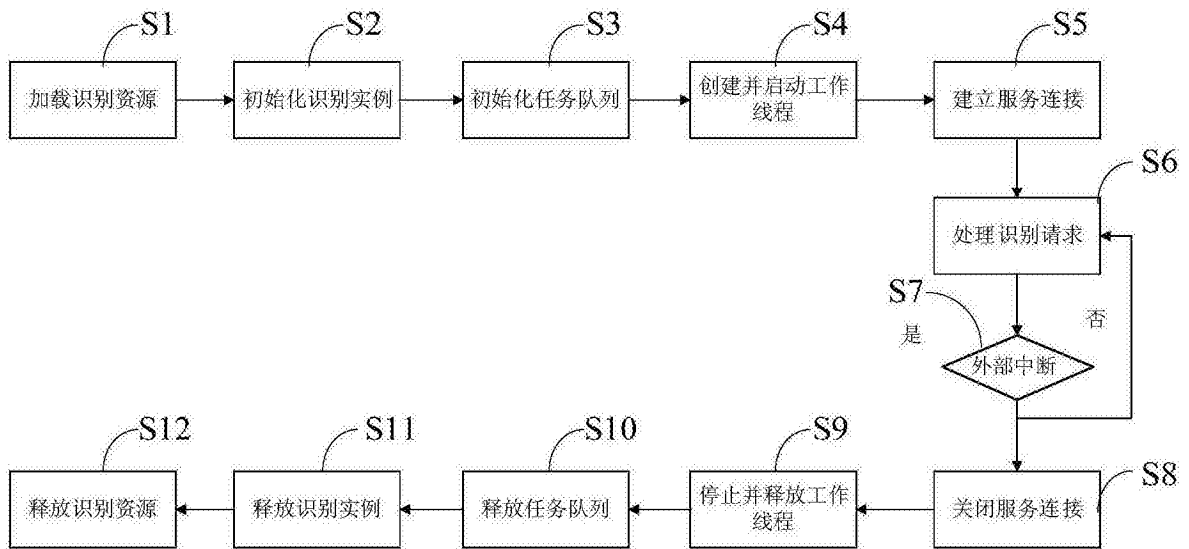 S1
S2
S3
S4
S5
加载识别资源
初始化识别实例
初始化任务队列
创建并启动工作
线程
建立服务连接
S6
处理识别请求
S7
是
否
外部中断
S12
S11
S10
S9
S8
释放识别资源
释放识别实例
释放任务队列
停止并释放工作
线程
关闭服务连接